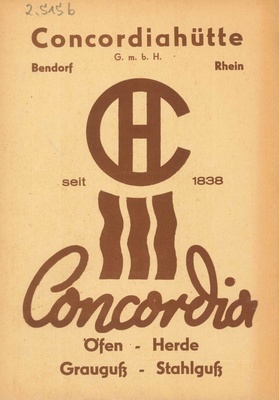 2.515b
Concordiahütte
G. m. b. H.
Bendorf Rhein
CH
seit 1838
Concordia
Öfen - Herde
Grauguß - Stahlguß